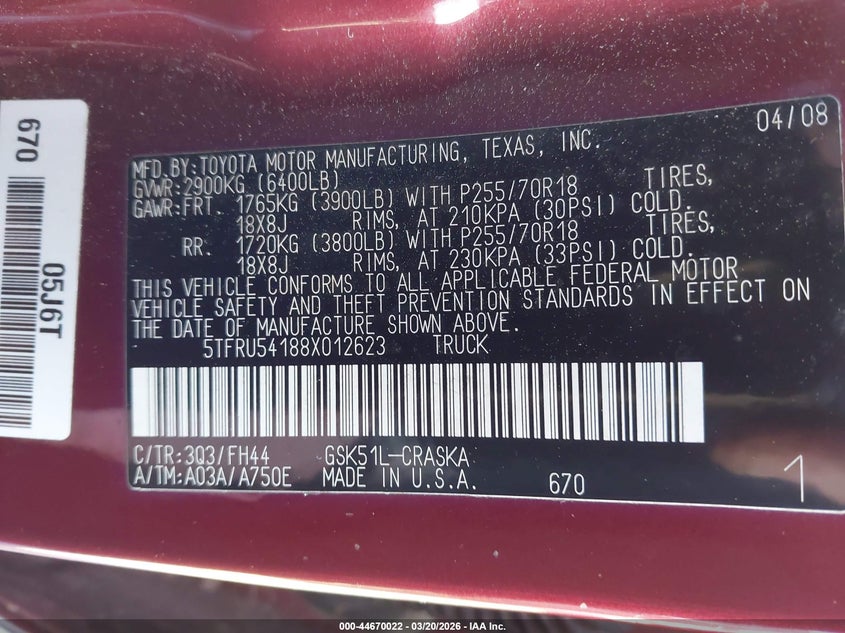 04/08
MFD.BY:TOYOTA MOTOR MANUFACTURING, TEXAS, INC.
GVWR:2900KG (6400LB)
GAWR:FRT. 1765KG (3900LB) WITH P255/70R18 TIRES,
18X8J RIMS, AT 210KPA (30PSI) COLD.
RR. 1720KG (3800LB) WITH P255/70R18 TIRES,
18X8J RIMS, AT 230KPA (33PSI) COLD.
THIS VEHICLE CONFORMS TO ALL APPLICABLE FEDERAL MOTOR
VEHICLE SAFETY AND THEFT PREVENTION STANDARDS IN EFFECT ON
THE DATE OF MANUFACTURE SHOWN ABOVE.
5TFRU54188X012623 TRUCK
C/TR:3Q3/FH44 GSK51L-CRASKA
A/TM:A03A/A750E MADE IN U.S.A. 670 1
670
05J6T
000-44670022 - 03/20/2026 - IAA Inc.